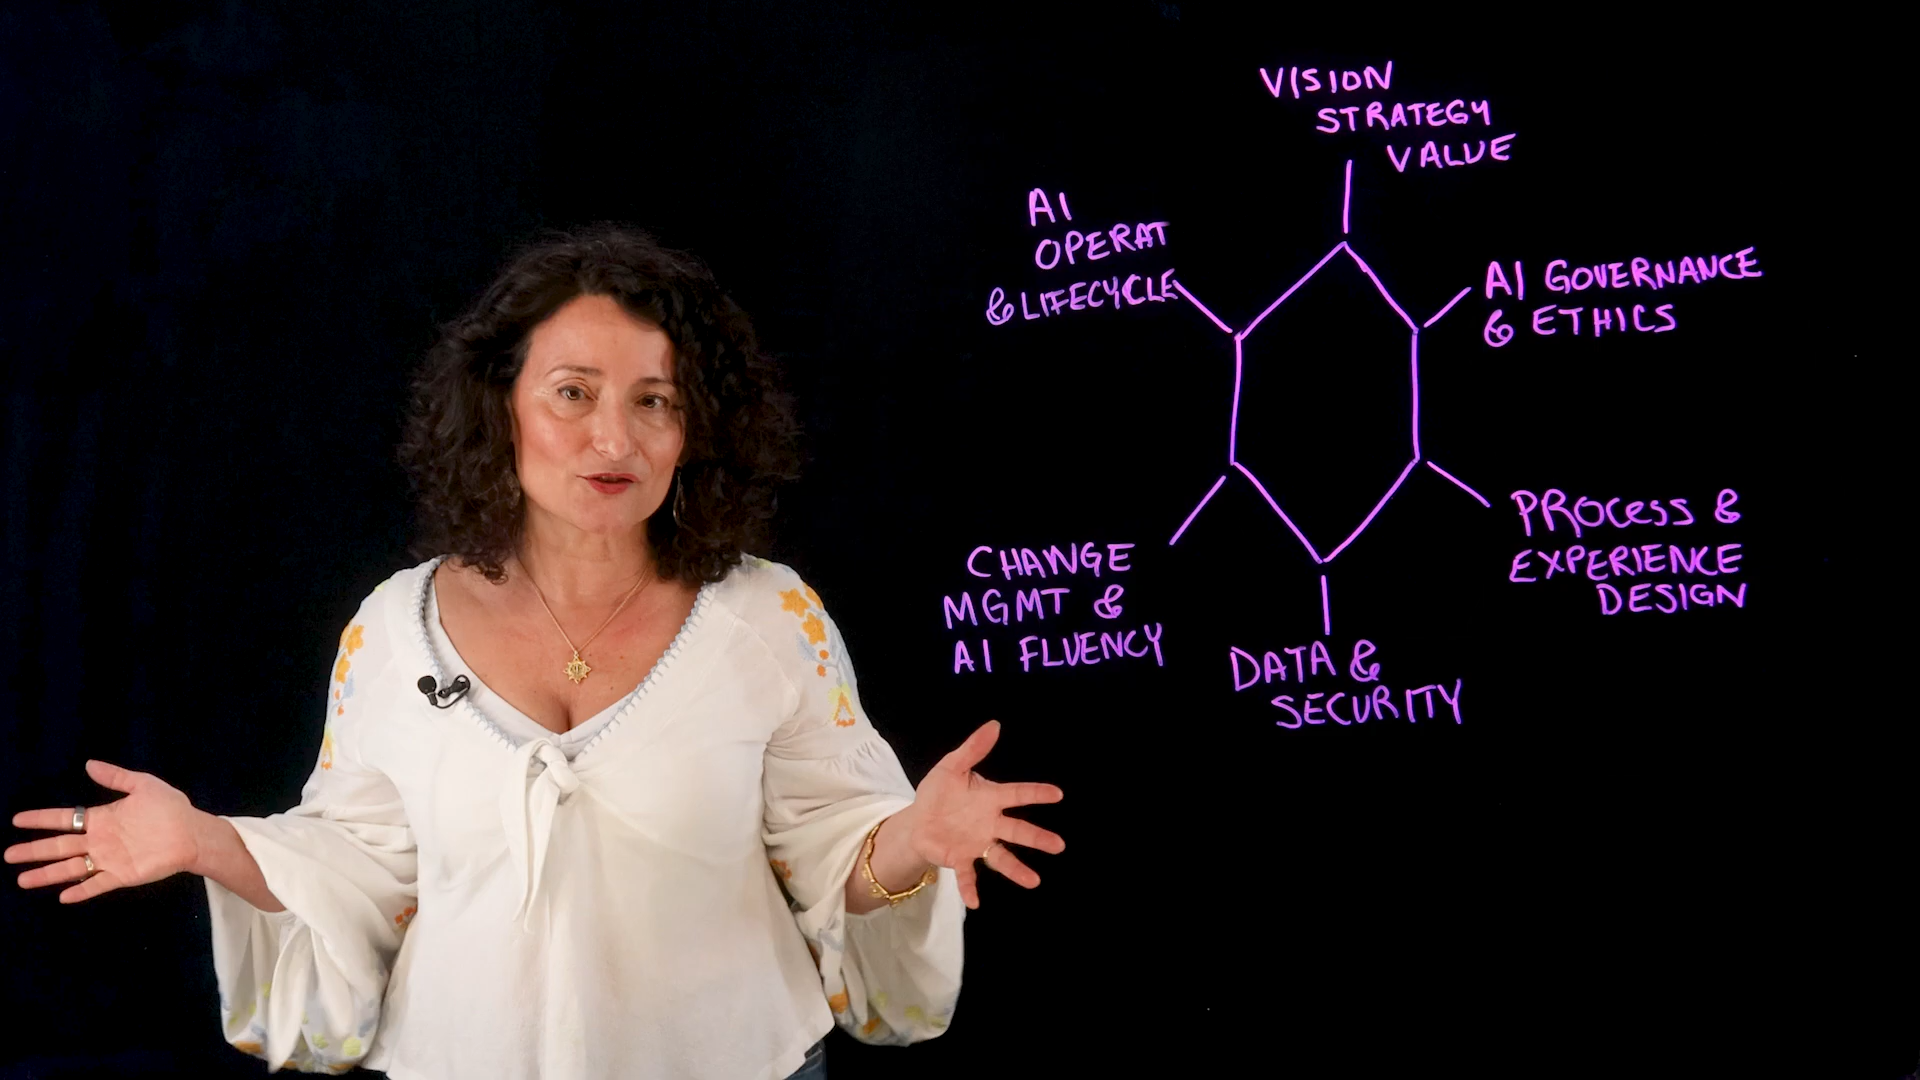 VISION
STRATEGY
VALUE
AI GOVERNANCE
& ETHICS
PROCESS &
EXPERIENCE
DESIGN
DATA &
SECURITY
CHANGE
MGMT &
AI FLUENCY
AI
OPERAT
& LIFECYCLE